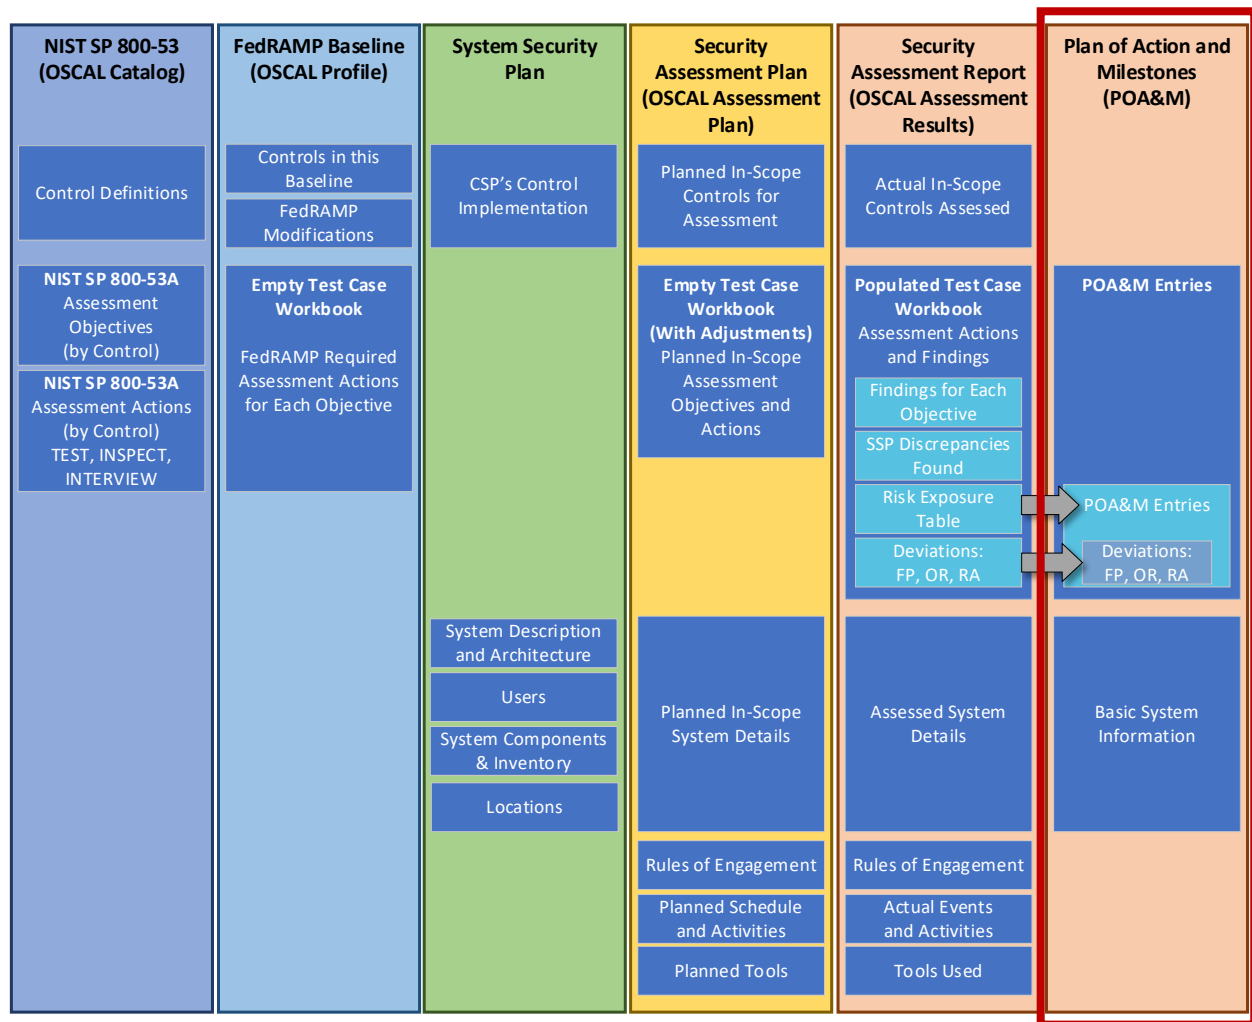 NIST SP 800-53
(OSCAL Catalog)
Control Definitions
NIST SP 800-53A
Assessment
Objectives
(by Control)
NIST SP 800-53A
Assessment Actions
(by Control)
TEST, INSPECT,
INTERVIEW
FedRAMP Baseline
(OSCAL Profile)
Controls in this
Baseline
FedRAMP
Modifications
Empty Test Case
Workbook
FedRAMP Required
Assessment Actions
for Each Objective
System Security
Plan
CSP's Control
Implementation
System Description
and Architecture
Users
System Components
& Inventory
Locations
Security
Assessment Plan
(OSCAL Assessment
Plan)
Planned In-Scope
Controls for
Assessment
Empty Test Case
Workbook
(With Adjustments)
Planned In-Scope
Assessment
Objectives and
Actions
Planned In-Scope
System Details
Rules of Engagement
Planned Schedule
and Activities
Planned Tools
Security
Assessment Report
(OSCAL Assessment
Results)
Actual In-Scope
Controls Assessed
Populated Test Case
Workbook
Assessment Actions
and Findings
Findings for Each
Objective
SSP Discrepancies
Found
Risk Exposure
Table
Deviations:
FP, OR, RA
Assessed System
Details
Rules of Engagement
Actual Events
and Activities
Tools Used
Plan of Action and
Milestones
(POA&M)
POA&M Entries
POA&M Entries
Deviations:
FP, OR, RA
Basic System
Information